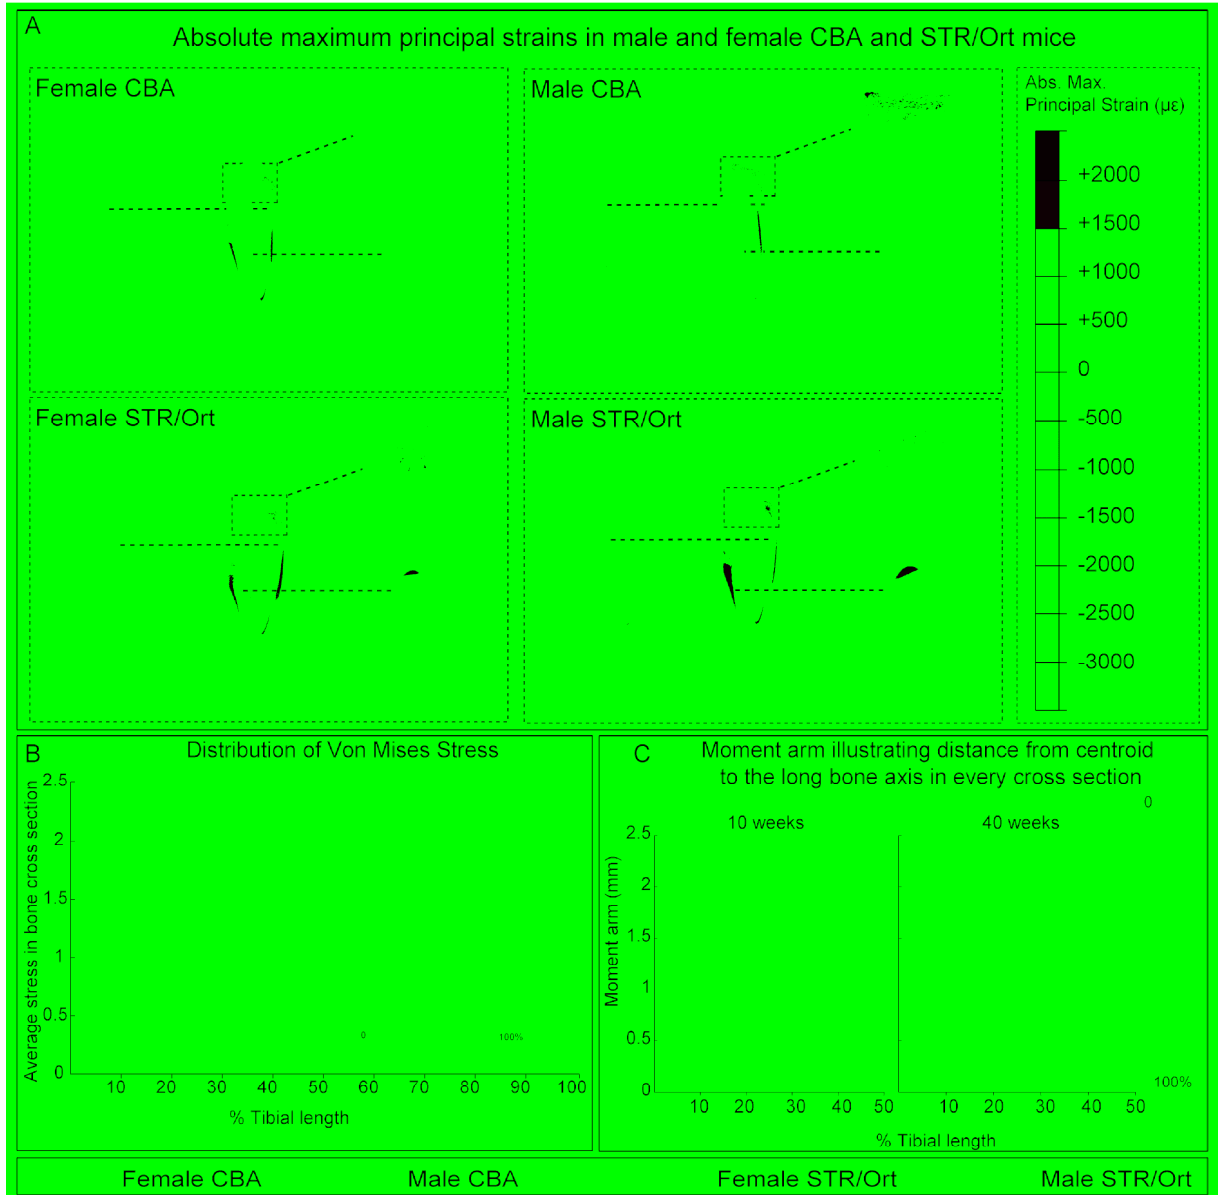 A
Absolute maximum principal strains in male and female CBA and STR/Ort mice
Female CBA
Male CBA
Abs. Max.
Principal Strain (με)
+2000
+1500
+1000
+500
0
-500
-1000
-1500
-2000
-2500
-3000
Female STR/Ort
Male STR/Ort
B
Distribution of Von Mises Stress
Average stress in bone cross section
2.5
2
1.5
1
0.5
0
0
100%
10 20 30 40 50 60 70 80 90 100
% Tibial length
C
Moment arm illustrating distance from centroid
to the long bone axis in every cross section
0
10 weeks
40 weeks
Moment arm (mm)
2.5
2
1.5
1
0.5
0
100%
10 20 30 40 50
10 20 30 40 50
% Tibial length
Female CBA Male CBA Female STR/Ort Male STR/Ort